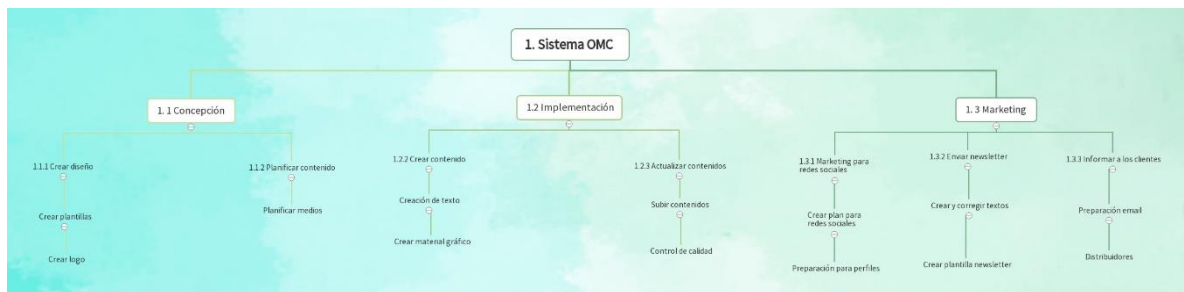 1. Sistema OMC
1. 1 Concepción
1.2 Implementación
1. 3 Marketing
1.1.1 Crear diseño
1.1.2 Planificar contenido
1.2.2 Crear contenido
1.2.3 Actualizar contenidos
1.3.1 Marketing para
redes sociales
1.3.2 Enviar newsletter
1.3.3 Informar a los clientes
Crear plantillas
Planificar medios
Creación de texto
Subir contenidos
Crear plan para
redes sociales
Crear y corregir textos
Preparación email
Crear logo
Crear material gráfico
Control de calidad
Preparación para perfiles
Crear plantilla newsletter
Distribuidores